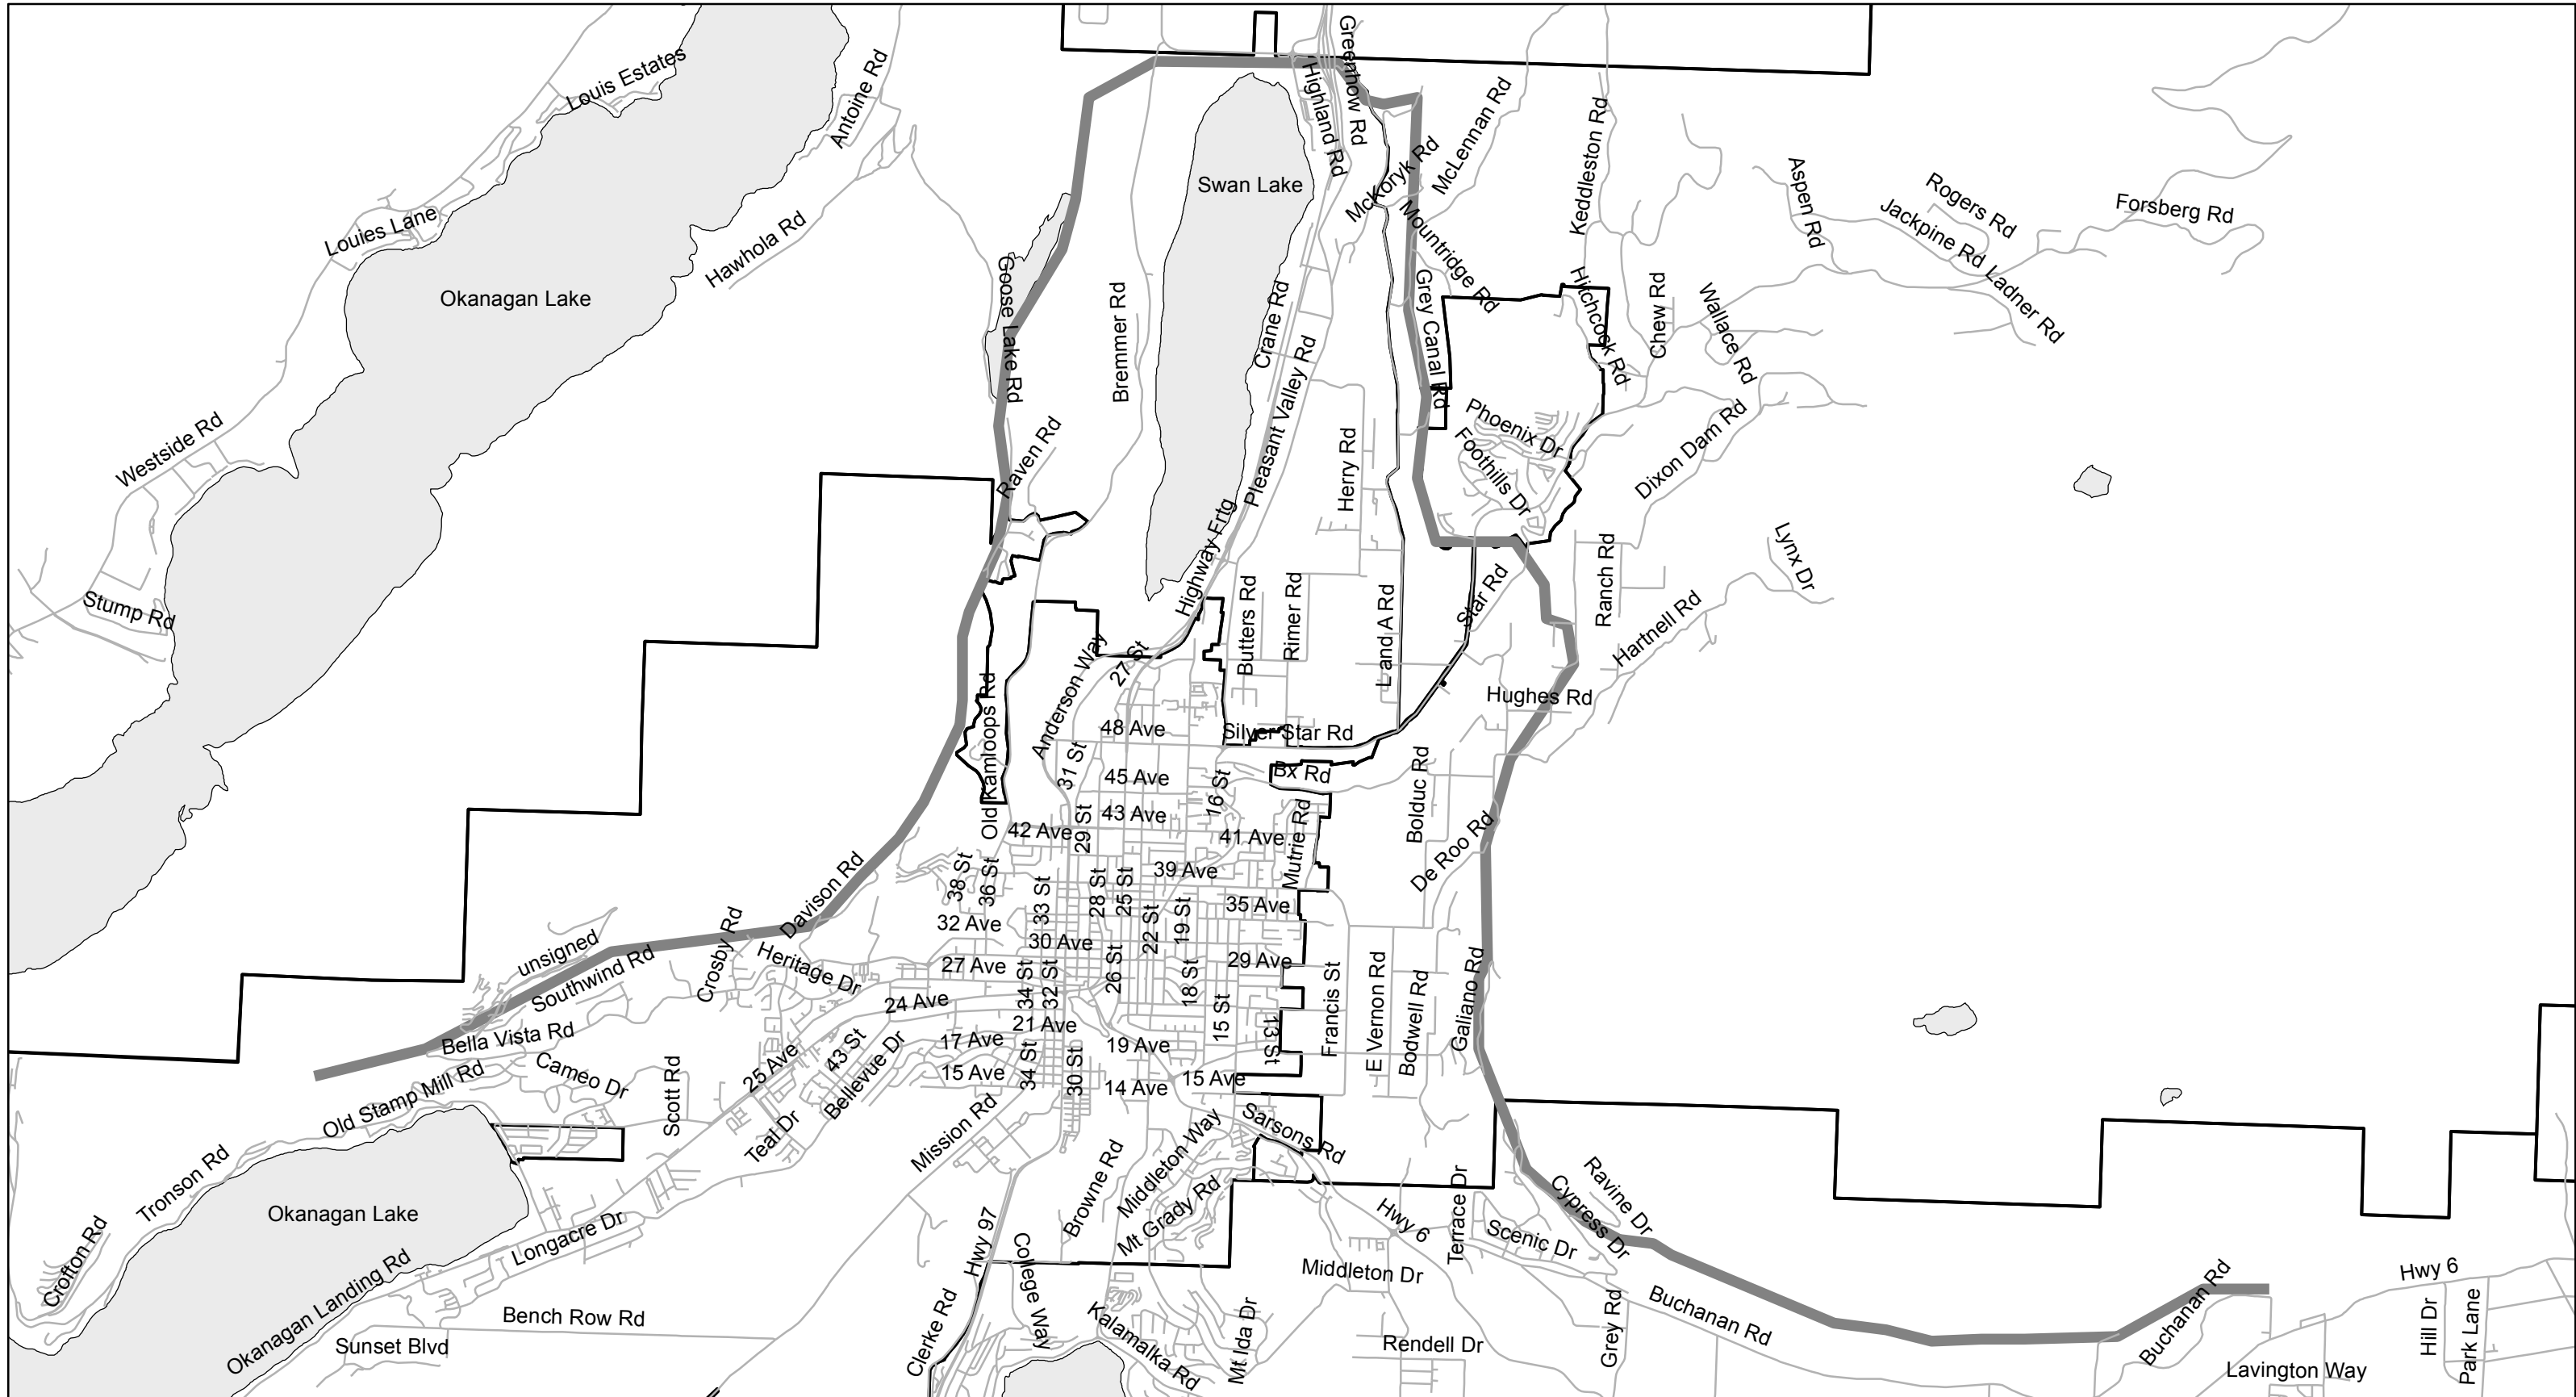 Louis Estates
Antoine Rd
Greenhow Rd
Highland Rd
Swan Lake
McKoryk Rd
McLennan Rd
Keddleston Rd
Aspen Rd
Rogers Rd
Jackpine Rd
Forsberg Rd
Ladner Rd
Louies Lane
Hawhola Rd
Okanagan Lake
Goose Lake Rd
Bremmer Rd
Crane Rd
Mountridge Rd
Grey Canal Rd
Hitchcock Rd
Chew Rd
Wallace Rd
Pleasant Valley Rd
Westside Rd
Raven Rd
Herry Rd
Phoenix Dr
Foothills Dr
Dixon Dam Rd
Highway Frtg
Stump Rd
Butters Rd
Rimer Rd
L and A Rd
Star Rd
Ranch Rd
Hartnell Rd
Lynx Dr
Anderson Way
27 St
Old Kamloops Rd
Hughes Rd
48 Ave
Silver Star Rd
31 St
45 Ave
16 St
Bx Rd
Bolduc Rd
43 Ave
42 Ave
29 St
41 Ave
Mutrie Rd
De Roo Rd
39 Ave
38 St
36 St
33 St
28 St
25 St
22 St
19 St
35 Ave
Davison Rd
32 Ave
30 Ave
Crosby Rd
unsigned
Southwind Rd
Heritage Dr
27 Ave
34 St
32 St
26 St
18 St
29 Ave
Francis St
E Vernon Rd
Bodwell Rd
Galiano Rd
24 Ave
15 St
13 St
21 Ave
Bella Vista Rd
17 Ave
19 Ave
43 St
25 Ave
Bellevue Dr
Old Stamp Mill Rd
Cameo Dr
Scott Rd
15 Ave
34 St
30 St
14 Ave
15 Ave
Teal Dr
Mission Rd
Sarsons Rd
Tronson Rd
Browne Rd
Middleton Way
Mt Grady Rd
Okanagan Lake
Crofton Rd
Longacre Dr
Okanagan Landing Rd
Hwy 97
College Way
Hwy 6
Terrace Dr
Scenic Dr
Cypress Dr
Ravine Dr
Middleton Dr
Bench Row Rd
Sunset Blvd
Clerke Rd
Kalamalka Rd
Mt Ida Dr
Rendell Dr
Grey Rd
Buchanan Rd
Buchanan Rd
Hwy 6
Hill Dr
Park Lane
Lavington Way